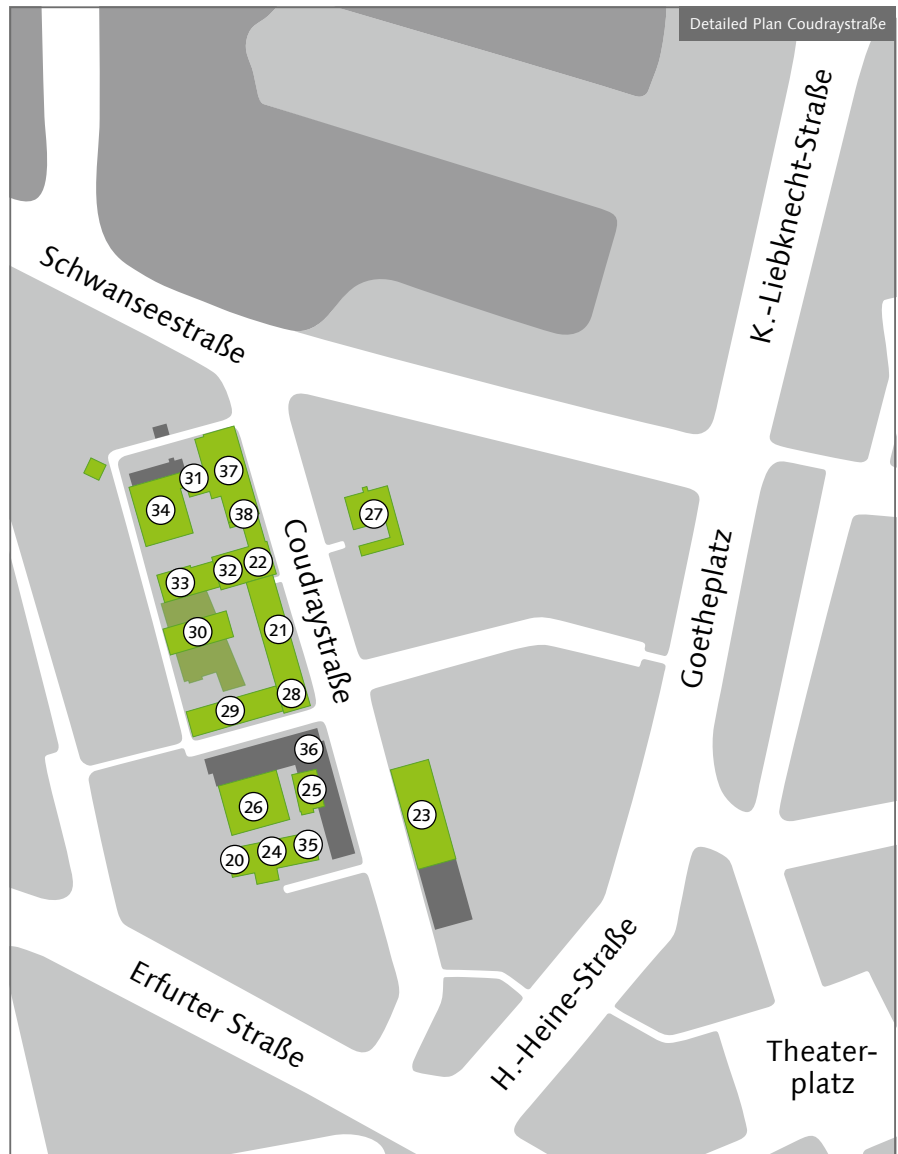 Detailed Plan Coudraystraße
K.-Liebknecht-Straße
Schwanseestraße
31
37
34
38
27
Coudraystraße
22
32
33
Goetheplatz
21
30
28
29
36
25
26
23
35
24
20
H.-Heine-Straße
Erfurter Straße
Theater-
platz